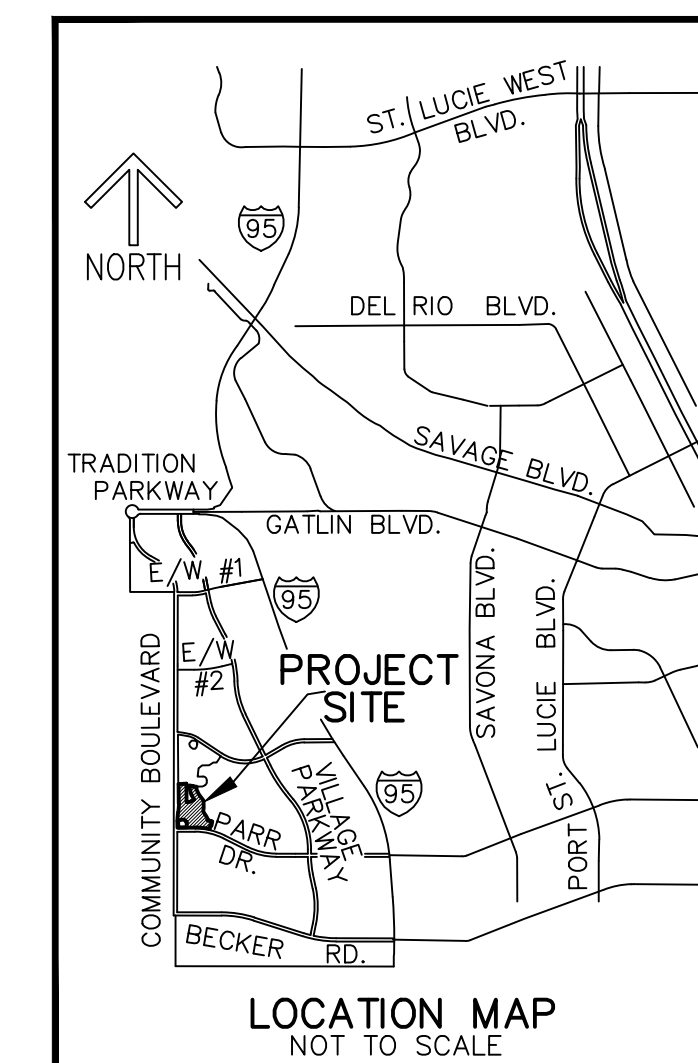 ST. LUCIE WEST
BLVD.
95
NORTH
DEL RIO BLVD.
SAVAGE BLVD.
TRADITION
PARKWAY
GATLIN BLVD.
E/W #1
95
E/W
#2
PROJECT
SITE
COMMUNITY BOULEVARD
SAVONA BLVD.
PORT ST. LUCIE BLVD.
VILLAGE
PARKWAY
95
PARR
DR.
BECKER RD.
LOCATION MAP
NOT TO SCALE